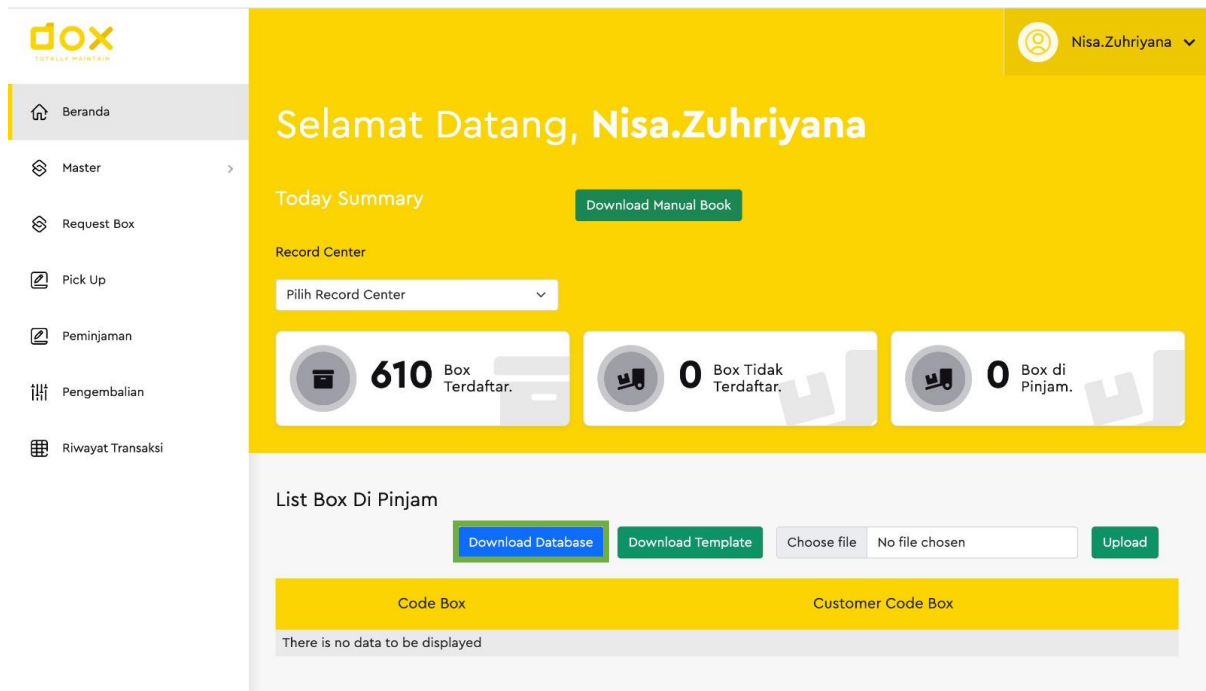 dox
TOTALLY MAINTAIN
Nisa.Zuhriyana
Beranda
Master
Request Box
Pick Up
Peminjaman
Pengembalian
Riwayat Transaksi
Selamat Datang, Nisa.Zuhriyana
Today Summary
Download Manual Book
Record Center
Pilih Record Center
610 Box
Terdaftar.
0 Box Tidak
Terdaftar.
0 Box di
Pinjam.
List Box Di Pinjam
Download Database Download Template Choose file No file chosen Upload
Code Box Customer Code Box
There is no data to be displayed